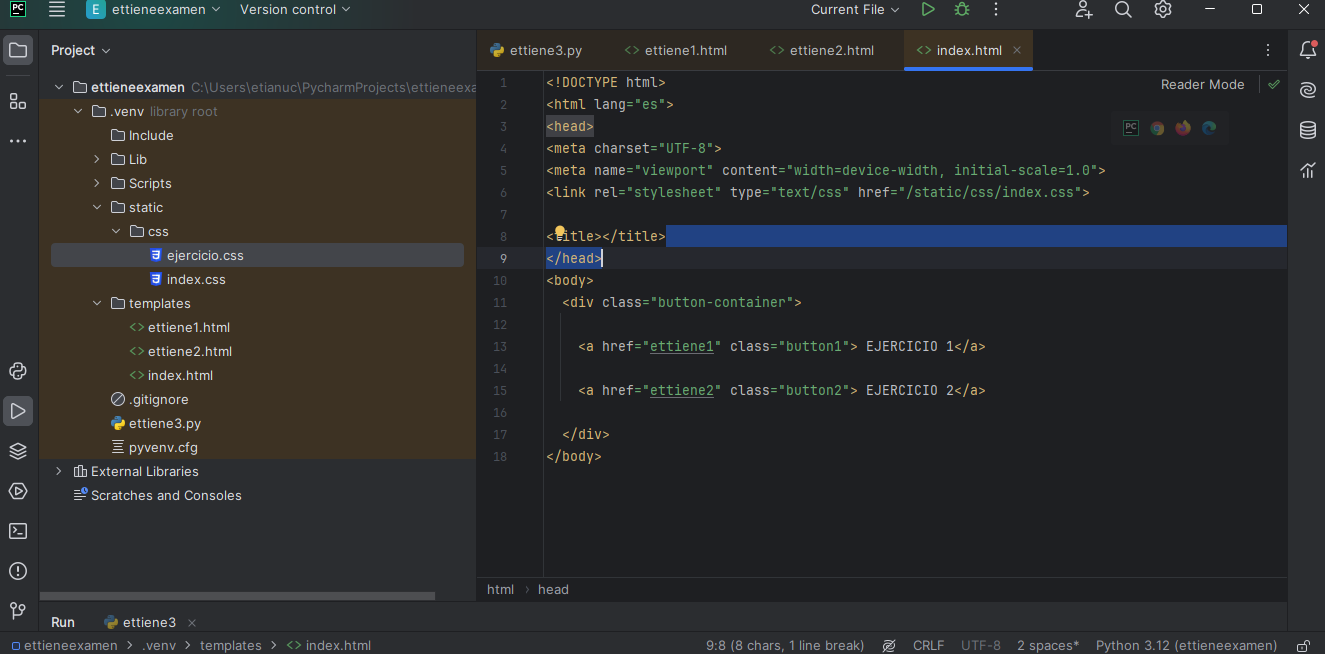 PC E ettieneexamen Version control Current File
Project
ettieneexamen C:\Users\etianuc\PycharmProjects\ettieneexa
.venv library root
Include
Lib
Scripts
static
css
ejercicio.css
index.css
templates
ettiene1.html
ettiene2.html
index.html
.gitignore
ettiene3.py
pyvenv.cfg
External Libraries
Scratches and Consoles
ettiene3.py ettiene1.html ettiene2.html index.html
Reader Mode
PC
1 <!DOCTYPE html>
2 <html lang="es">
3 <head>
4 <meta charset="UTF-8">
5 <meta name="viewport" content="width=device-width, initial-scale=1.0">
6 <link rel="stylesheet" type="text/css" href="/static/css/index.css">
7
8 <title></title>
9 </head>
10 <body>
11 <div class="button-container">
12
13 <a href="ettiene1" class="button1"> EJERCICIO 1</a>
14
15 <a href="ettiene2" class="button2"> EJERCICIO 2</a>
16
17 </div>
18 </body>
html › head
Run ettiene3
ettieneexamen > .venv > templates > index.html 9:8 (8 chars, 1 line break) CRLF UTF-8 2 spaces* Python 3.12 (ettieneexamen)